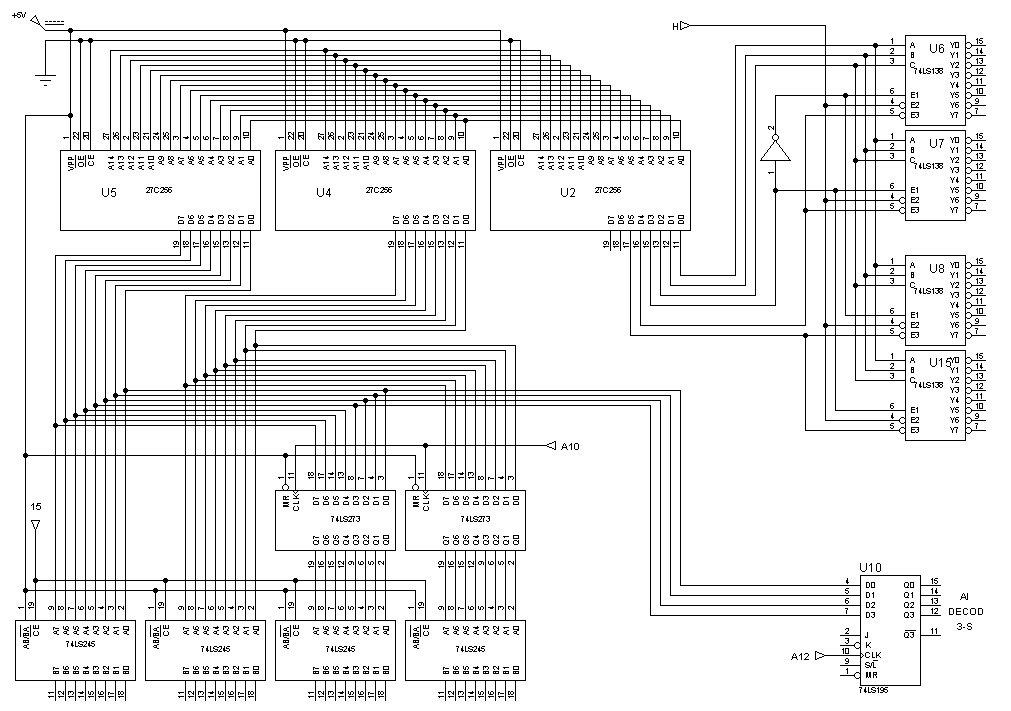 +5V
H
1 22 20 27 26 2 23 21 24 25 3 4 5 6 7 8 9 10
VPP OE CE A14 A13 A12 A11 A10 A9 A8 A7 A6 A5 A4 A3 A2 A1 A0
U5 27C256
D7 D6 D5 D4 D3 D2 D1 D0
19 18 17 16 15 13 12 11
1 22 20 27 26 2 23 21 24 25 3 4 5 6 7 8 9 10
VPP OE CE A14 A13 A12 A11 A10 A9 A8 A7 A6 A5 A4 A3 A2 A1 A0
U4 27C256
D7 D6 D5 D4 D3 D2 D1 D0
19 18 17 16 15 13 12 11
1 22 20 27 26 2 23 21 24 25 3 4 5 6 7 8 9 10
VPP OE CE A14 A13 A12 A11 A10 A9 A8 A7 A6 A5 A4 A3 A2 A1 A0
U2 27C256
D7 D6 D5 D4 D3 D2 D1 D0
19 18 17 16 15 13 12 11
2
1
U6
74LS138
1 A Y0 15
2 B Y1 14
3 C Y2 13
Y3 12
Y4 11
6 E1 Y5 10
4 E2 Y6 9
5 E3 Y7 7
U7
74LS138
1 A Y0 15
2 B Y1 14
3 C Y2 13
Y3 12
Y4 11
6 E1 Y5 10
4 E2 Y6 9
5 E3 Y7 7
U8
74LS138
1 A Y0 15
2 B Y1 14
3 C Y2 13
Y3 12
Y4 11
6 E1 Y5 10
4 E2 Y6 9
5 E3 Y7 7
U15
74LS138
1 A Y0 15
2 B Y1 14
3 C Y2 13
Y3 12
Y4 11
6 E1 Y5 10
4 E2 Y6 9
5 E3 Y7 7
A10
15
1 11 18 17 14 13 8 7 4 3
MR CLK D7 D6 D5 D4 D3 D2 D1 D0
74LS273
Q7 Q6 Q5 Q4 Q3 Q2 Q1 Q0
19 16 15 12 9 6 5 2
1 11 18 17 14 13 8 7 4 3
MR CLK D7 D6 D5 D4 D3 D2 D1 D0
74LS273
Q7 Q6 Q5 Q4 Q3 Q2 Q1 Q0
19 16 15 12 9 6 5 2
1 19 9 8 7 6 5 4 3 2
AB/BA CE A7 A6 A5 A4 A3 A2 A1 A0
74LS245
B7 B6 B5 B4 B3 B2 B1 B0
11 12 13 14 15 16 17 18
1 19 9 8 7 6 5 4 3 2
AB/BA CE A7 A6 A5 A4 A3 A2 A1 A0
74LS245
B7 B6 B5 B4 B3 B2 B1 B0
11 12 13 14 15 16 17 18
1 19 9 8 7 6 5 4 3 2
AB/BA CE A7 A6 A5 A4 A3 A2 A1 A0
74LS245
B7 B6 B5 B4 B3 B2 B1 B0
11 12 13 14 15 16 17 18
1 19 9 8 7 6 5 4 3 2
AB/BA CE A7 A6 A5 A4 A3 A2 A1 A0
74LS245
B7 B6 B5 B4 B3 B2 B1 B0
11 12 13 14 15 16 17 18
U10
4 D0 Q0 15
5 D1 Q1 14
6 D2 Q2 13
7 D3 Q3 12
2 J Q3 11
3 K
A12 10 CLK
9 S/L
1 MR
74LS195
AI
DECOD
3-S